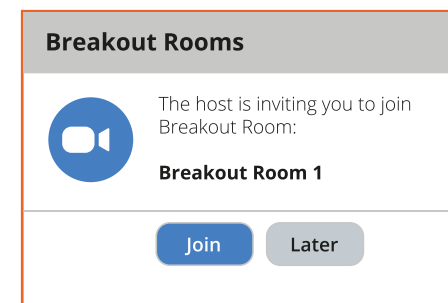 Breakout Rooms
The host is inviting you to join
Breakout Room:
Breakout Room 1
Join
Later